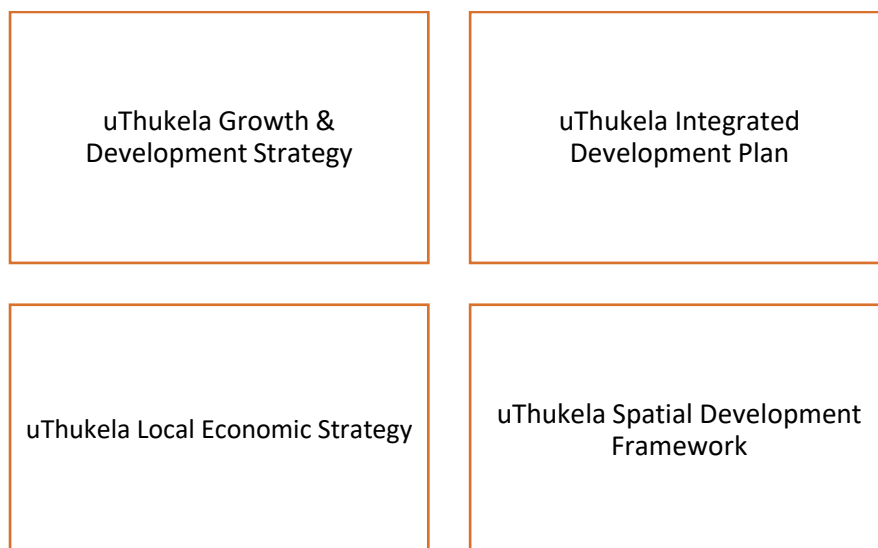 uThukela Growth &
Development Strategy
uThukela Integrated
Development Plan
uThukela Local Economic Strategy
uThukela Spatial Development
Framework